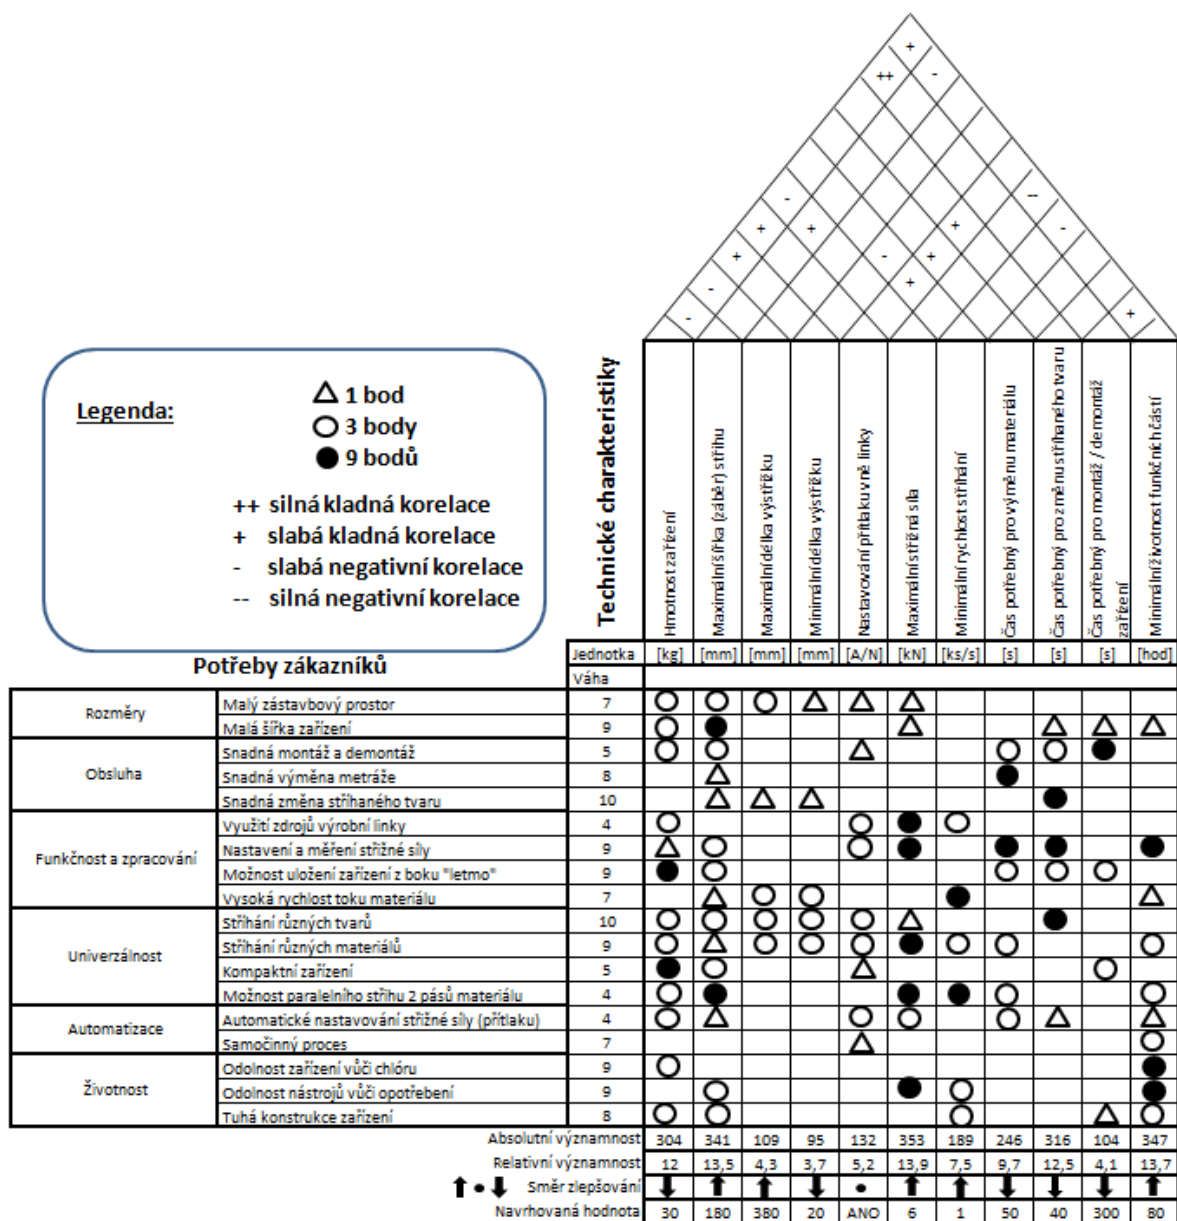 +
++ -
- --
+ + + -
+ - +
- +
- +
Legenda:
△ 1 bod
○ 3 body
● 9 bodů
++ silná kladná korelace
+ slabá kladná korelace
- slabá negativní korelace
-- silná negativní korelace
Technické charakteristiky
Hmotnost zařízení
Maximální šířka (záběr) střihu
Maximální délka výstřižku
Minimální délka výstřižku
Nastavování přítlaku vně linky
Maximální střižná síla
Minimální rychlost stříhání
Čas potřebný pro výměnu materiálu
Čas potřebný pro změnu stříhaného tvaru
Čas potřebný pro montáž / demontáž
zařízení
Minimální životnost funkčních částí
Potřeby zákazníků
Jednotka [kg] [mm] [mm] [mm] [A/N] [kN] [ks/s] [s] [s] [s] [hod]
Váha
Rozměry
Malý zástavbový prostor 7 ○ ○ ○ △ △ △
Malá šířka zařízení 9 ○ ● △ △ △ △
Obsluha
Snadná montáž a demontáž 5 ○ ○ △ ○ ○ ●
Snadná výměna metráže 8 △ ●
Snadná změna stříhaného tvaru 10 △ △ △ ●
Funkčnost a zpracování
Využití zdrojů výrobní linky 4 ○ ○ ● ○
Nastavení a měření střižné síly 9 △ ○ ○ ● ● ● ●
Možnost uložení zařízení z boku "letmo" 9 ● ○ ○ ○ ○
Vysoká rychlost toku materiálu 7 △ ○ ○ ● △
Univerzálnost
Stříhání různých tvarů 10 ○ ○ ○ ○ ○ △ ●
Stříhání různých materiálů 9 ○ △ ○ ○ ○ ● ○ ○ ○
Kompaktní zařízení 5 ● ○ △ ○
Možnost paralelního střihu 2 pásů materiálu 4 ○ ● ● ● ○ ○
Automatizace
Automatické nastavování střižné síly (přítlaku) 4 ○ △ ○ ○ ○ △ △
Samočinný proces 7 △ ○
Životnost
Odolnost zařízení vůči chlóru 9 ○ ●
Odolnost nástrojů vůči opotřebení 9 ○ ● ○ ●
Tuhá konstrukce zařízení 8 ○ ○ ○ △ ○
Absolutní významnost 304 341 109 95 132 353 189 246 316 104 347
Relativní významnost 12 13,5 4,3 3,7 5,2 13,9 7,5 9,7 12,5 4,1 13,7
↑ • ↓ Směr zlepšování ↓ ↑ ↑ ↓ • ↑ ↑ ↓ ↓ ↓ ↑
Navrhovaná hodnota 30 180 380 20 ANO 6 1 50 40 300 80